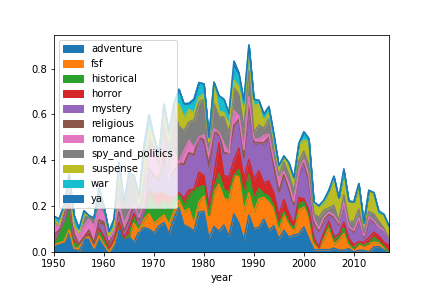 0.8
0.6
0.4
0.2
0.0
adventure
fsf
historical
horror
mystery
religious
romance
spy_and_politics
suspense
war
ya
1950 1960 1970 1980 1990 2000 2010
year